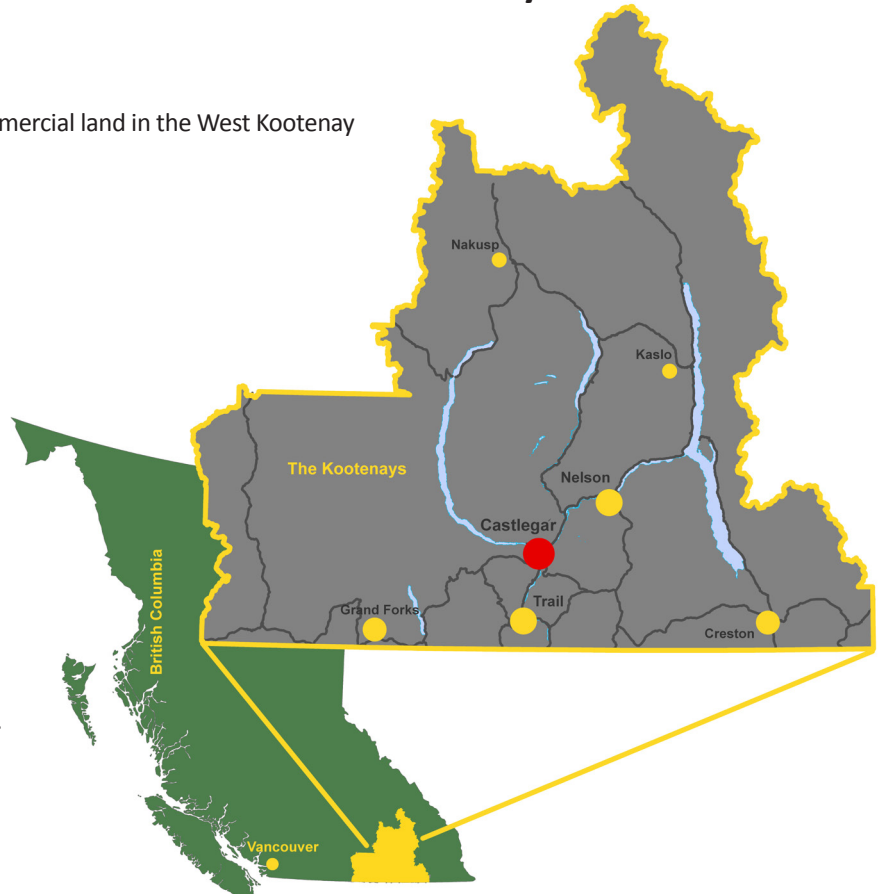 mercial land in the West Kootenay
Nakusp
Kaslo
The Kootenays
Nelson
Castlegar
Grand Forks
Trail
Creston
British Columbia
Vancouver